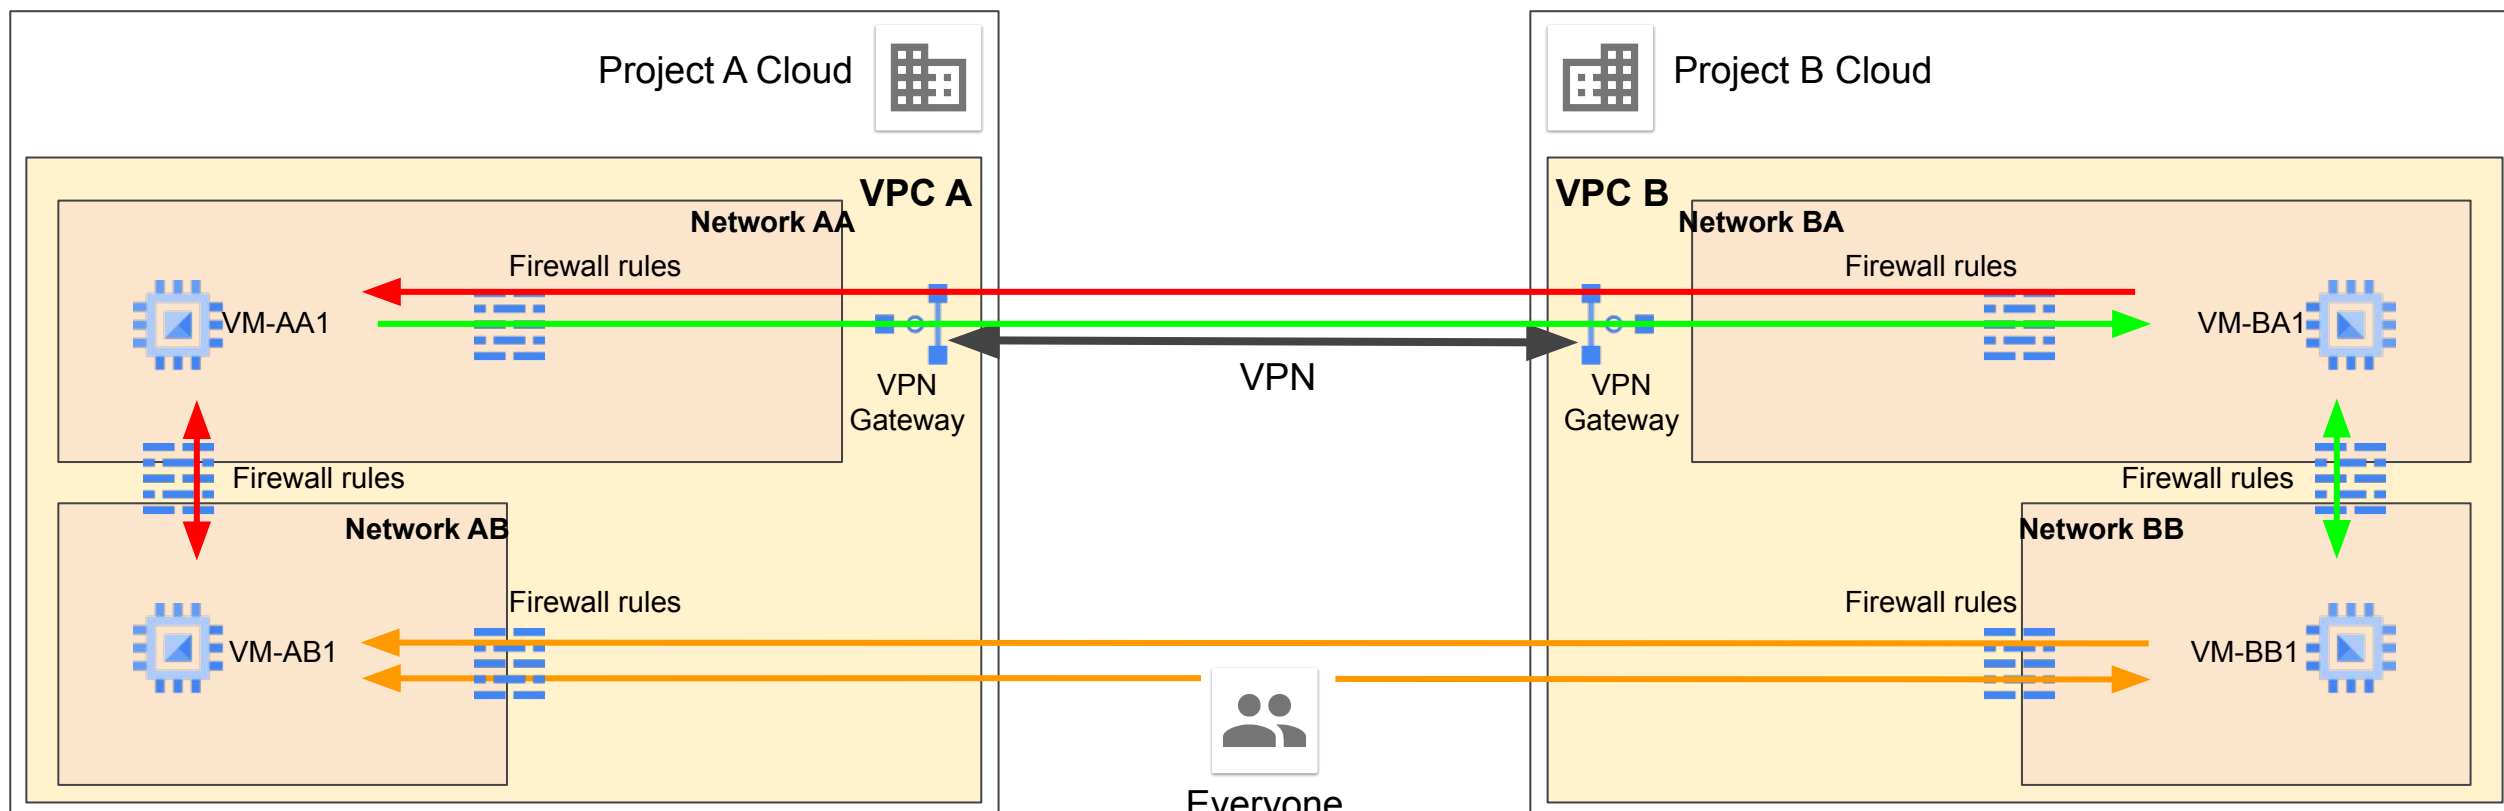 Project A Cloud
Project B Cloud
VPC A
VPC B
Network AA
Network BA
Firewall rules
Firewall rules
VM-AA1
VM-BA1
VPN
VPN
Gateway
VPN
Gateway
Firewall rules
Firewall rules
Network AB
Network BB
Firewall rules
Firewall rules
VM-AB1
VM-BB1
Everyone